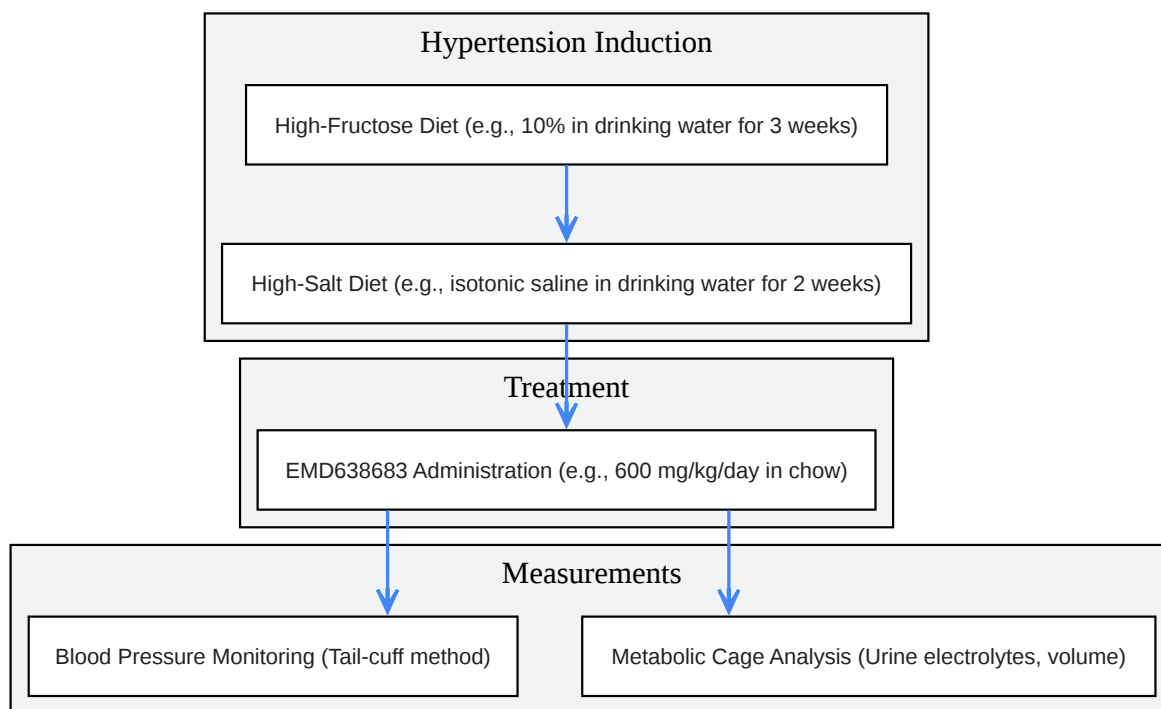 Hypertension Induction
High-Fructose Diet (e.g., 10% in drinking water for 3 weeks)
High-Salt Diet (e.g., isotonic saline in drinking water for 2 weeks)
Treatment
EMD638683 Administration (e.g., 600 mg/kg/day in chow)
Measurements
Blood Pressure Monitoring (Tail-cuff method)
Metabolic Cage Analysis (Urine electrolytes, volume)